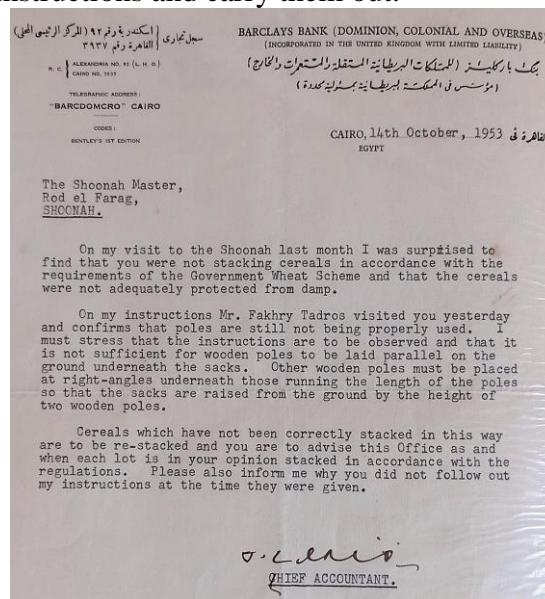 instructions and carry them out.
سجل تجارى
اسكندرية رقم ٩٢ (المركز الرئيسى المحلى)
القاهرة رقم ٣٩٣٧
R. C.
ALEXANDRIA NO. 92 (L. H. O.)
CAIRO NO. 3937
TELEGRAPHIC ADDRESS:
"BARCDOMCRO" CAIRO
CODES:
BENTLEY'S 1ST EDITION
BARCLAYS BANK (DOMINION, COLONIAL AND OVERSEAS)
(INCORPORATED IN THE UNITED KINGDOM WITH LIMITED LIABILITY)
بنك باركليز (الممتلكات البريطانية المستقلة والمستعمرات والخارج)
(مؤسس فى المملكة البريطانية بمسئولية محدودة)
CAIRO, 14th October, 1953 القاهرة فى
EGYPT
The Shoonah Master,
Rod el Farag,
SHOONAH.
On my visit to the Shoonah last month I was surprised to
find that you were not stacking cereals in accordance with the
requirements of the Government Wheat Scheme and that the cereals
were not adequately protected from damp.
On my instructions Mr. Fakhry Tadros visited you yesterday
and confirms that poles are still not being properly used. I
must stress that the instructions are to be observed and that it
is not sufficient for wooden poles to be laid parallel on the
ground underneath the sacks. Other wooden poles must be placed
at right-angles underneath those running the length of the poles
so that the sacks are raised from the ground by the height of
two wooden poles.
Cereals which have not been correctly stacked in this way
are to be re-stacked and you are to advise this Office as and
when each lot is in your opinion stacked in accordance with the
regulations. Please also inform me why you did not follow out
my instructions at the time they were given.
CHIEF ACCOUNTANT.